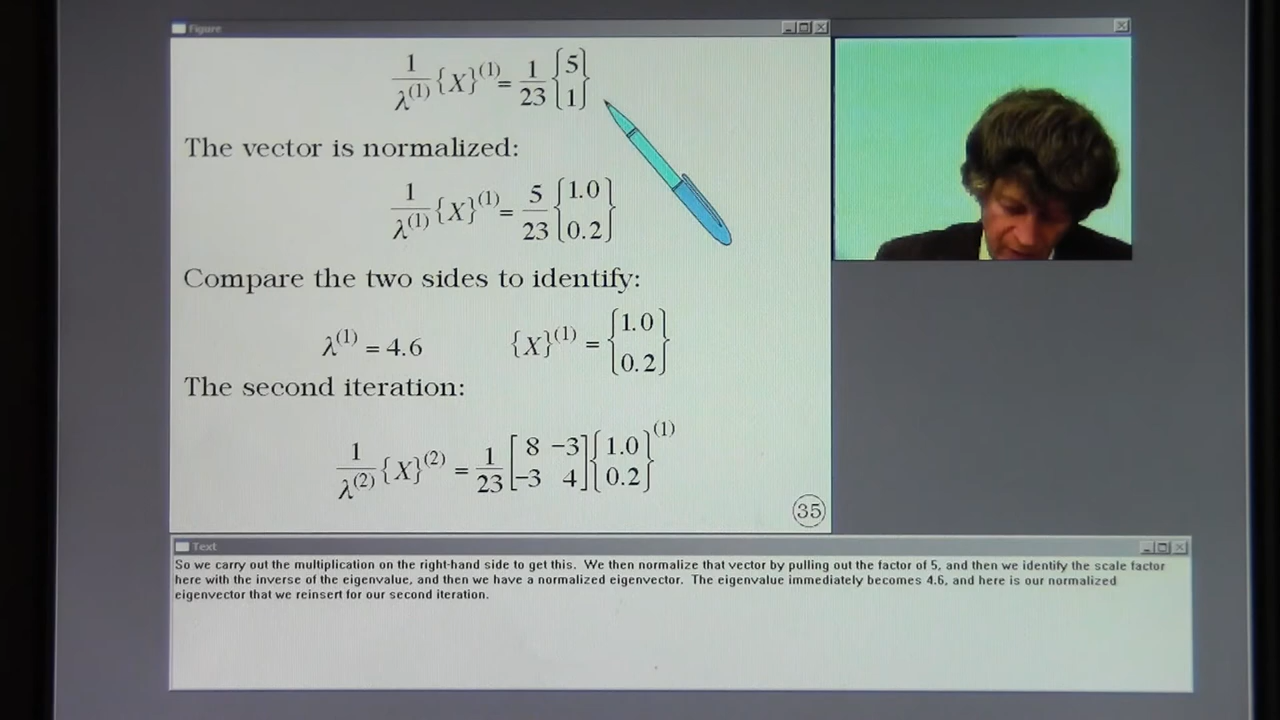 Figure
1/λ⁽¹⁾ {X}⁽¹⁾ = 1/23 {5 1}
The vector is normalized:
1/λ⁽¹⁾ {X}⁽¹⁾ = 5/23 {1.0 0.2}
Compare the two sides to identify:
λ⁽¹⁾ = 4.6 {X}⁽¹⁾ = {1.0 0.2}
The second iteration:
1/λ⁽²⁾ {X}⁽²⁾ = 1/23 [8 −3 −3 4] {1.0 0.2}⁽¹⁾
35
Text
So we carry out the multiplication on the right-hand side to get this. We then normalize that vector by pulling out the factor of 5, and then we identify the scale factor
here with the inverse of the eigenvalue, and then we have a normalized eigenvector. The eigenvalue immediately becomes 4.6, and here is our normalized
eigenvector that we reinsert for our second iteration.